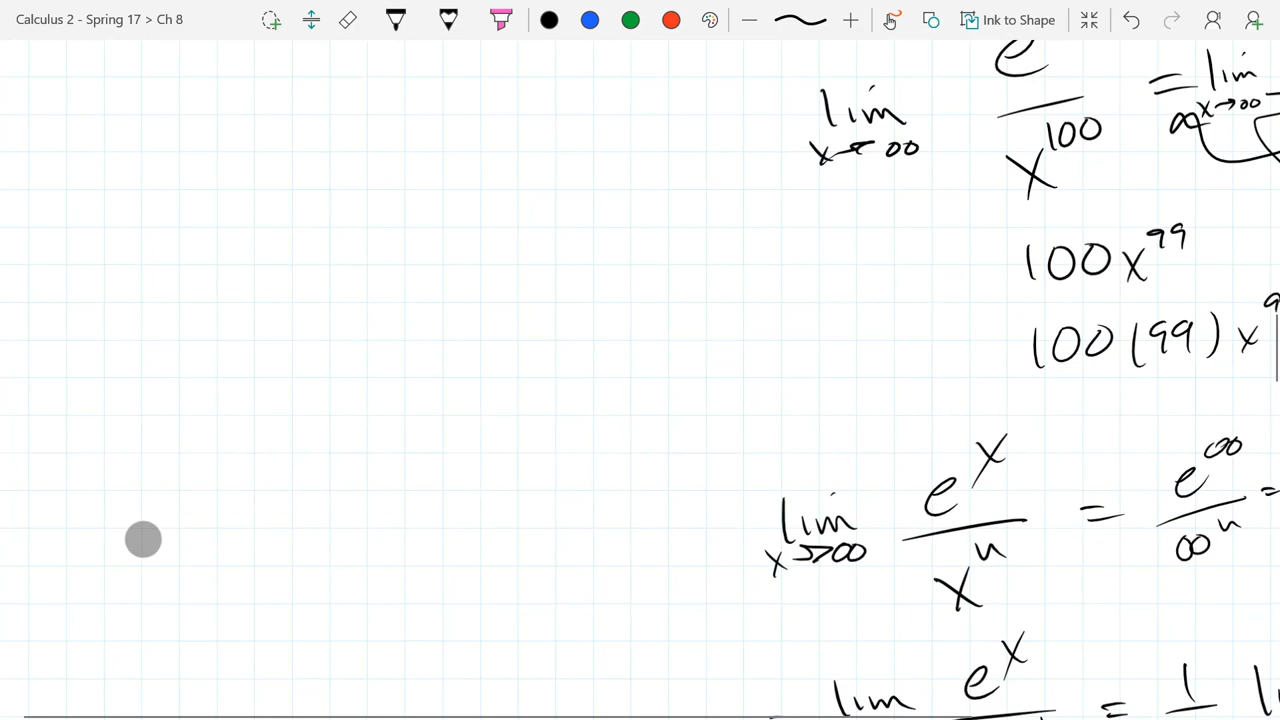 Calculus 2 - Spring 17 > Ch 8
Ink to Shape
lim x→∞ e / x^100 = lim x→∞
100x^99
100(99)x^9
lim x→∞ e^x / x^n = e^∞ / ∞^n =
lim e^x = 1 l